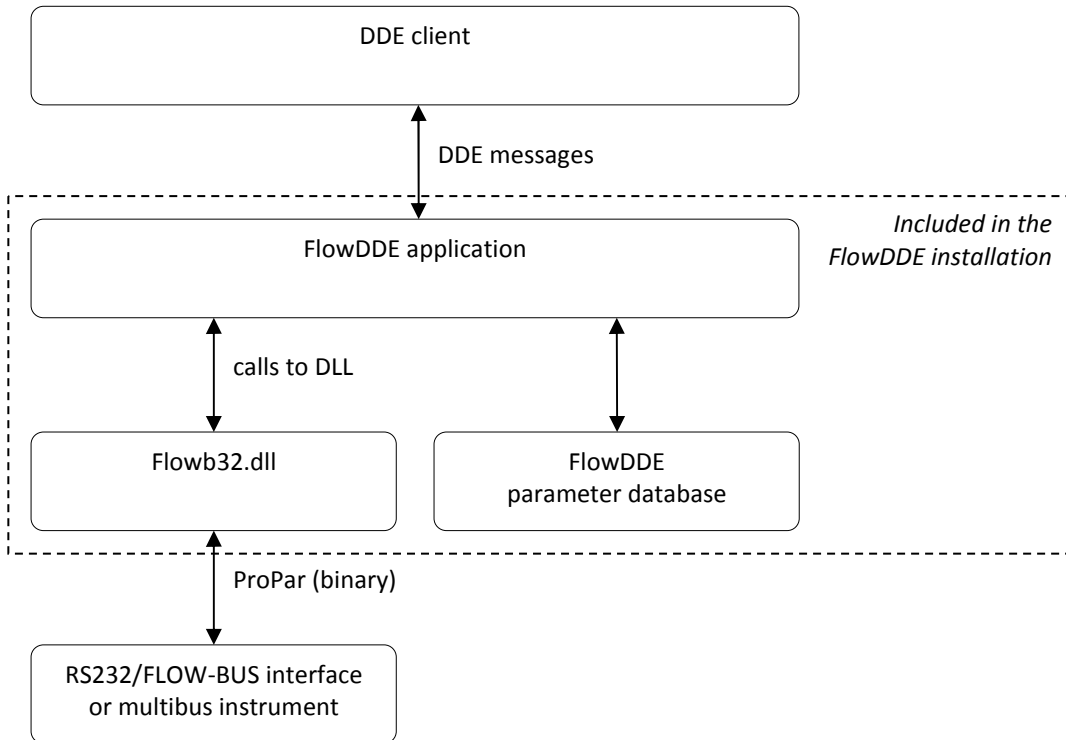 DDE client
DDE messages
Included in the
FlowDDE installation
FlowDDE application
calls to DLL
Flowb32.dll
FlowDDE
parameter database
ProPar (binary)
RS232/FLOW-BUS interface
or multibus instrument